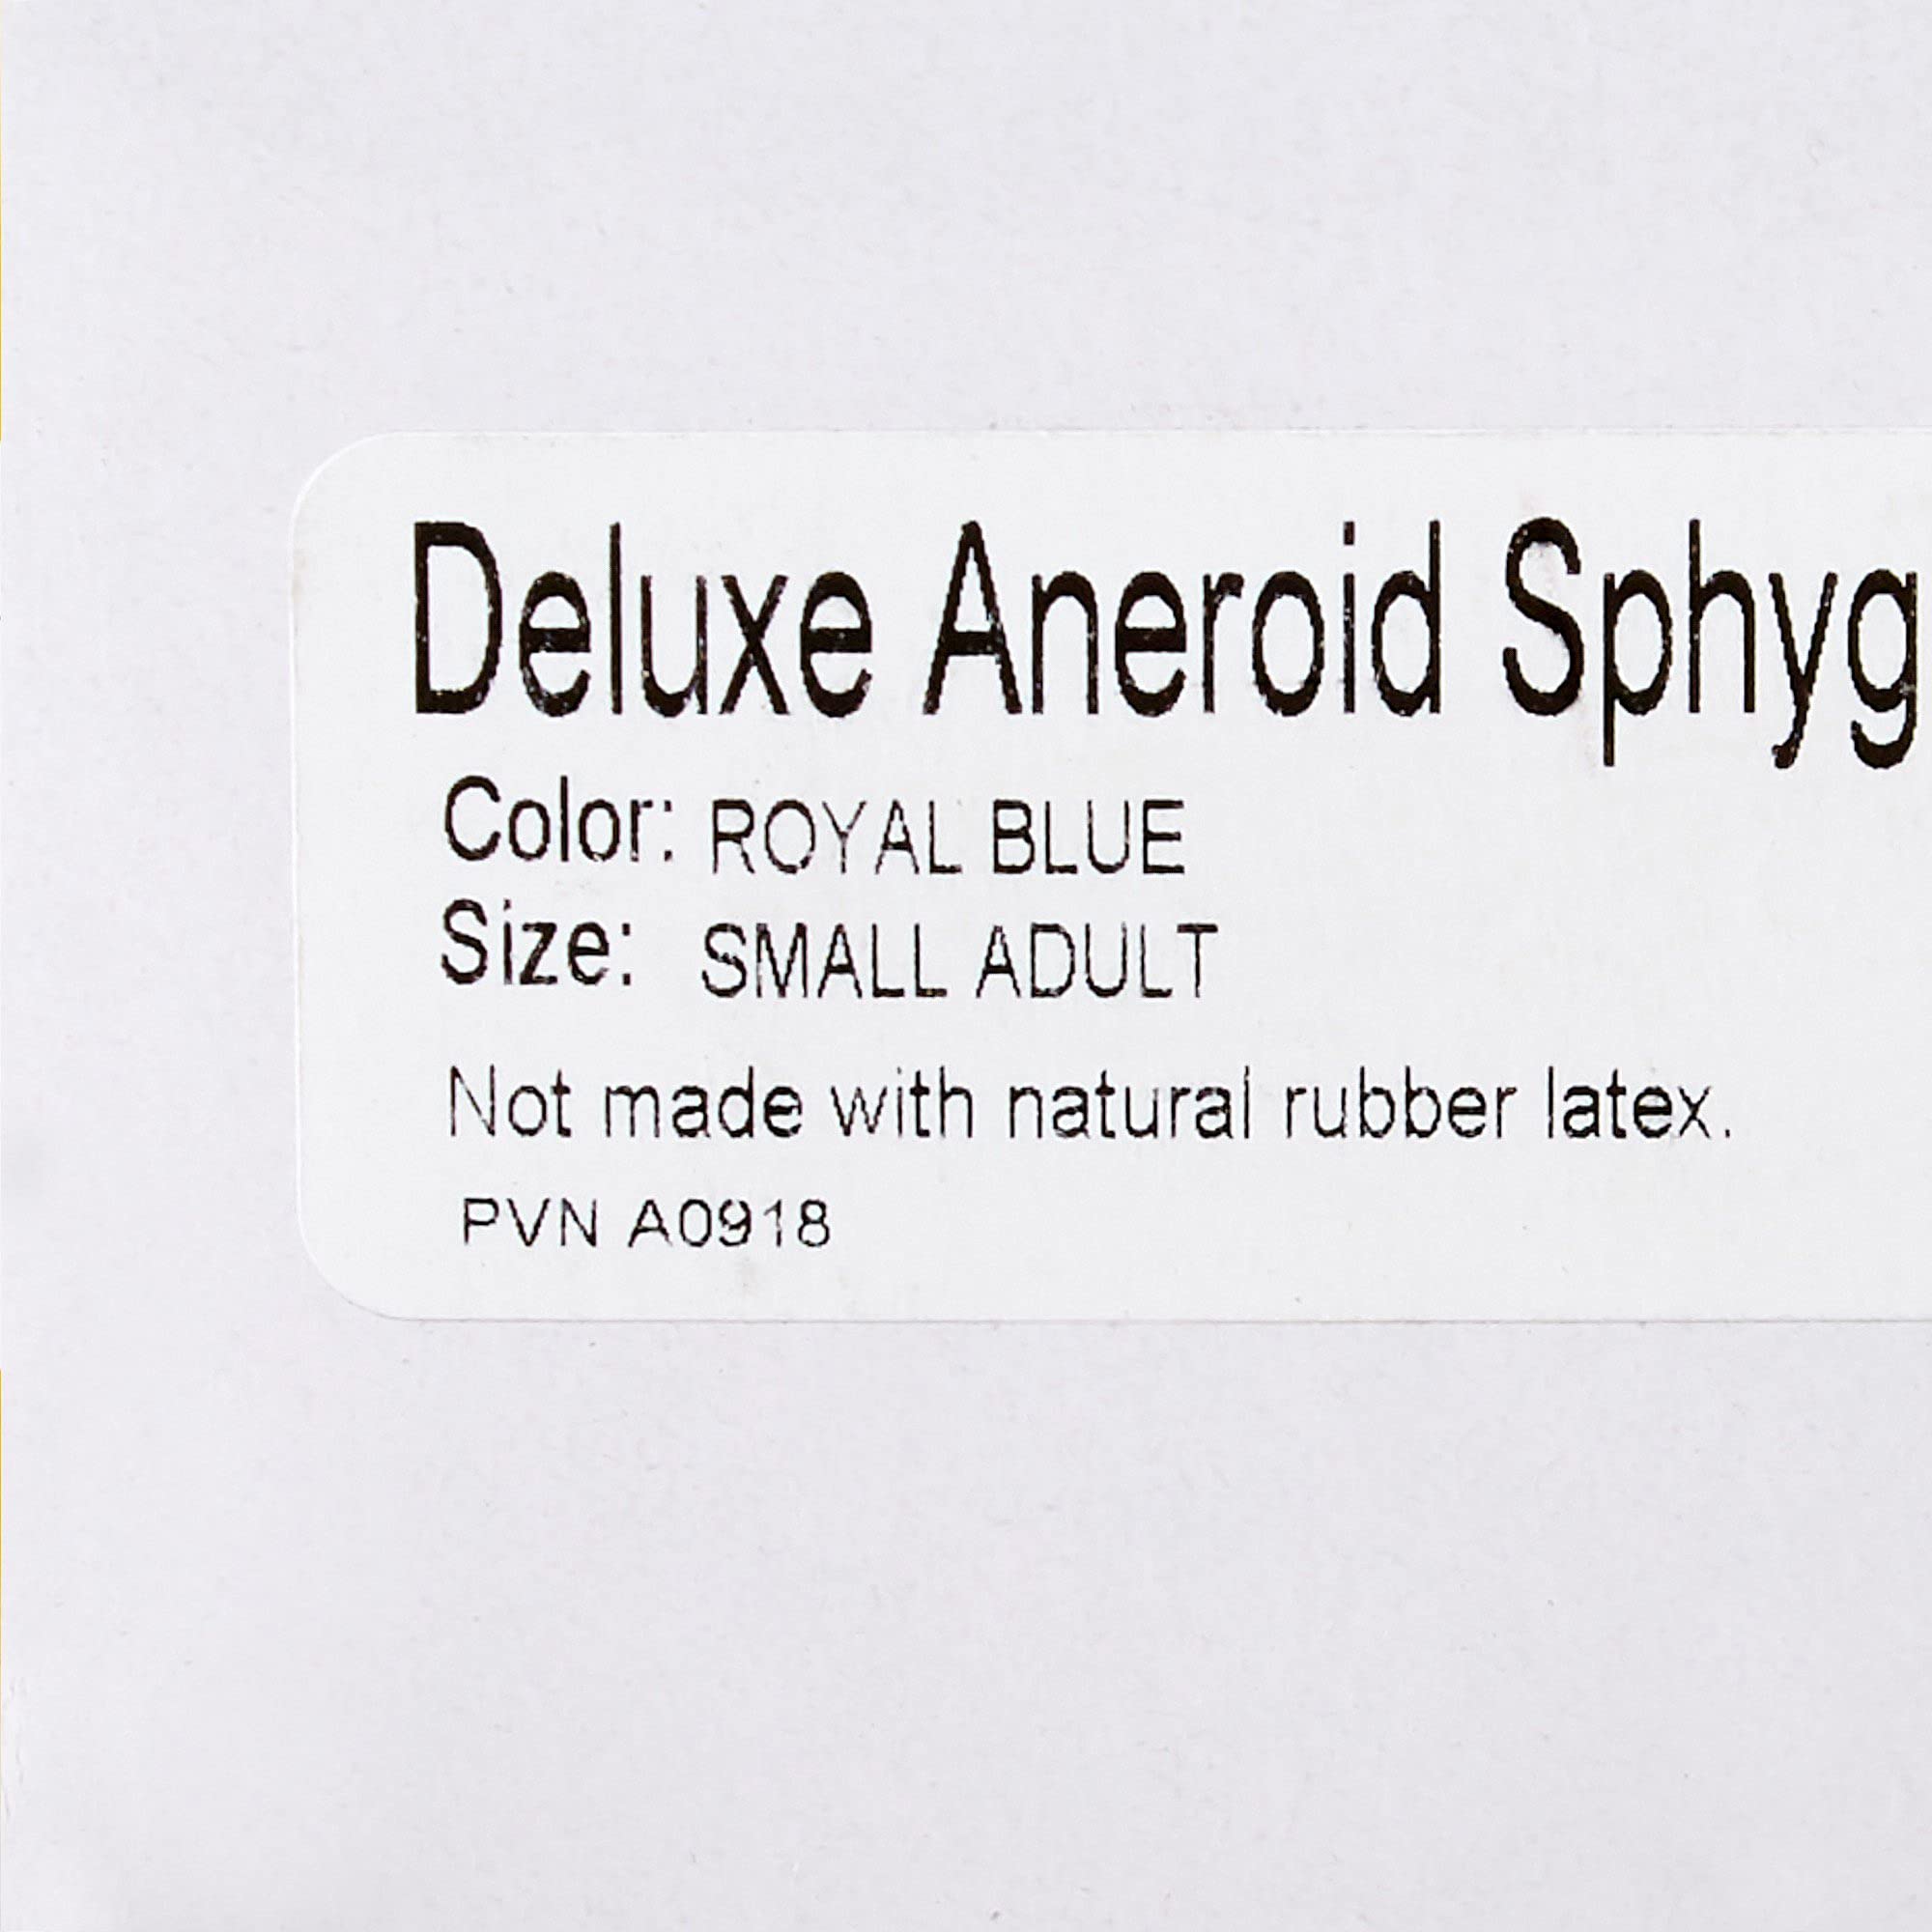 Deluxe Aneroid Sphyg
Color: ROYAL BLUE
Size: SMALL ADULT
Not made with natural rubber latex.
PVN A0918